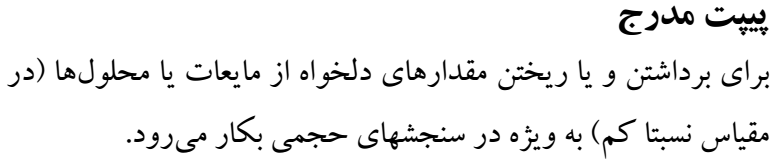 پیپت مدرج
برای برداشتن و یا ریختن مقدارهای دلخواه از مایعات یا محلول‌ها (در
مقیاس نسبتا کم) به ویژه در سنجشهای حجمی بکار می‌رود.